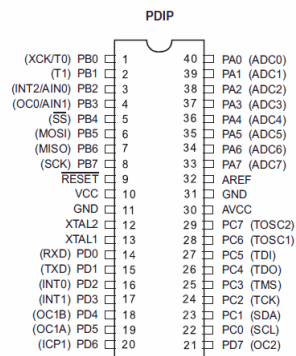 PDIP
(XCK/T0) PB0 1 40 PA0 (ADC0)
(T1) PB1 2 39 PA1 (ADC1)
(INT2/AIN0) PB2 3 38 PA2 (ADC2)
(OC0/AIN1) PB3 4 37 PA3 (ADC3)
(SS) PB4 5 36 PA4 (ADC4)
(MOSI) PB5 6 35 PA5 (ADC5)
(MISO) PB6 7 34 PA6 (ADC6)
(SCK) PB7 8 33 PA7 (ADC7)
RESET 9 32 AREF
VCC 10 31 GND
GND 11 30 AVCC
XTAL2 12 29 PC7 (TOSC2)
XTAL1 13 28 PC6 (TOSC1)
(RXD) PD0 14 27 PC5 (TDI)
(TXD) PD1 15 26 PC4 (TDO)
(INT0) PD2 16 25 PC3 (TMS)
(INT1) PD3 17 24 PC2 (TCK)
(OC1B) PD4 18 23 PC1 (SDA)
(OC1A) PD5 19 22 PC0 (SCL)
(ICP1) PD6 20 21 PD7 (OC2)